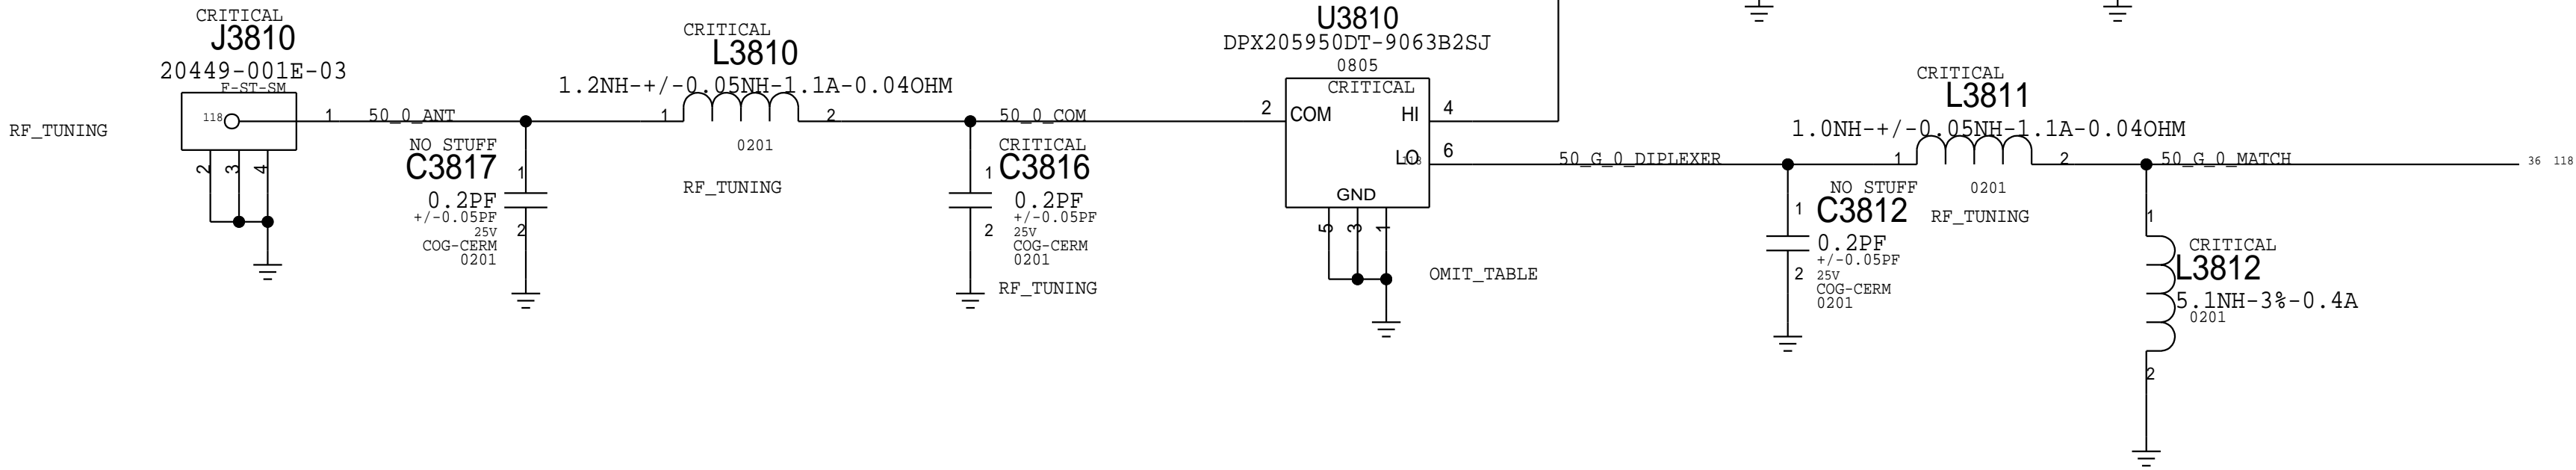 CRITICAL
J3810
20449-001E-03
F-ST-SM
118
RF_TUNING
1
50_0_ANT
2
3
4
NO STUFF
C3817
1
0.2PF
+/-0.05PF
25V
2
COG-CERM
0201
CRITICAL
L3810
1.2NH-+/-0.05NH-1.1A-0.04OHM
1
2
0201
RF_TUNING
50_0_COM
CRITICAL
C3816
1
0.2PF
+/-0.05PF
25V
2
COG-CERM
0201
RF_TUNING
U3810
DPX205950DT-9063B2SJ
0805
CRITICAL
2
COM
HI
4
LO
118
6
GND
5
3
1
OMIT_TABLE
50_G_0_DIPLEXER
NO STUFF
C3812
1
0.2PF
+/-0.05PF
2
25V
COG-CERM
0201
CRITICAL
L3811
1.0NH-+/-0.05NH-1.1A-0.04OHM
1
2
0201
RF_TUNING
50_G_0_MATCH
36 118
1
CRITICAL
L3812
5.1NH-3%-0.4A
0201
2